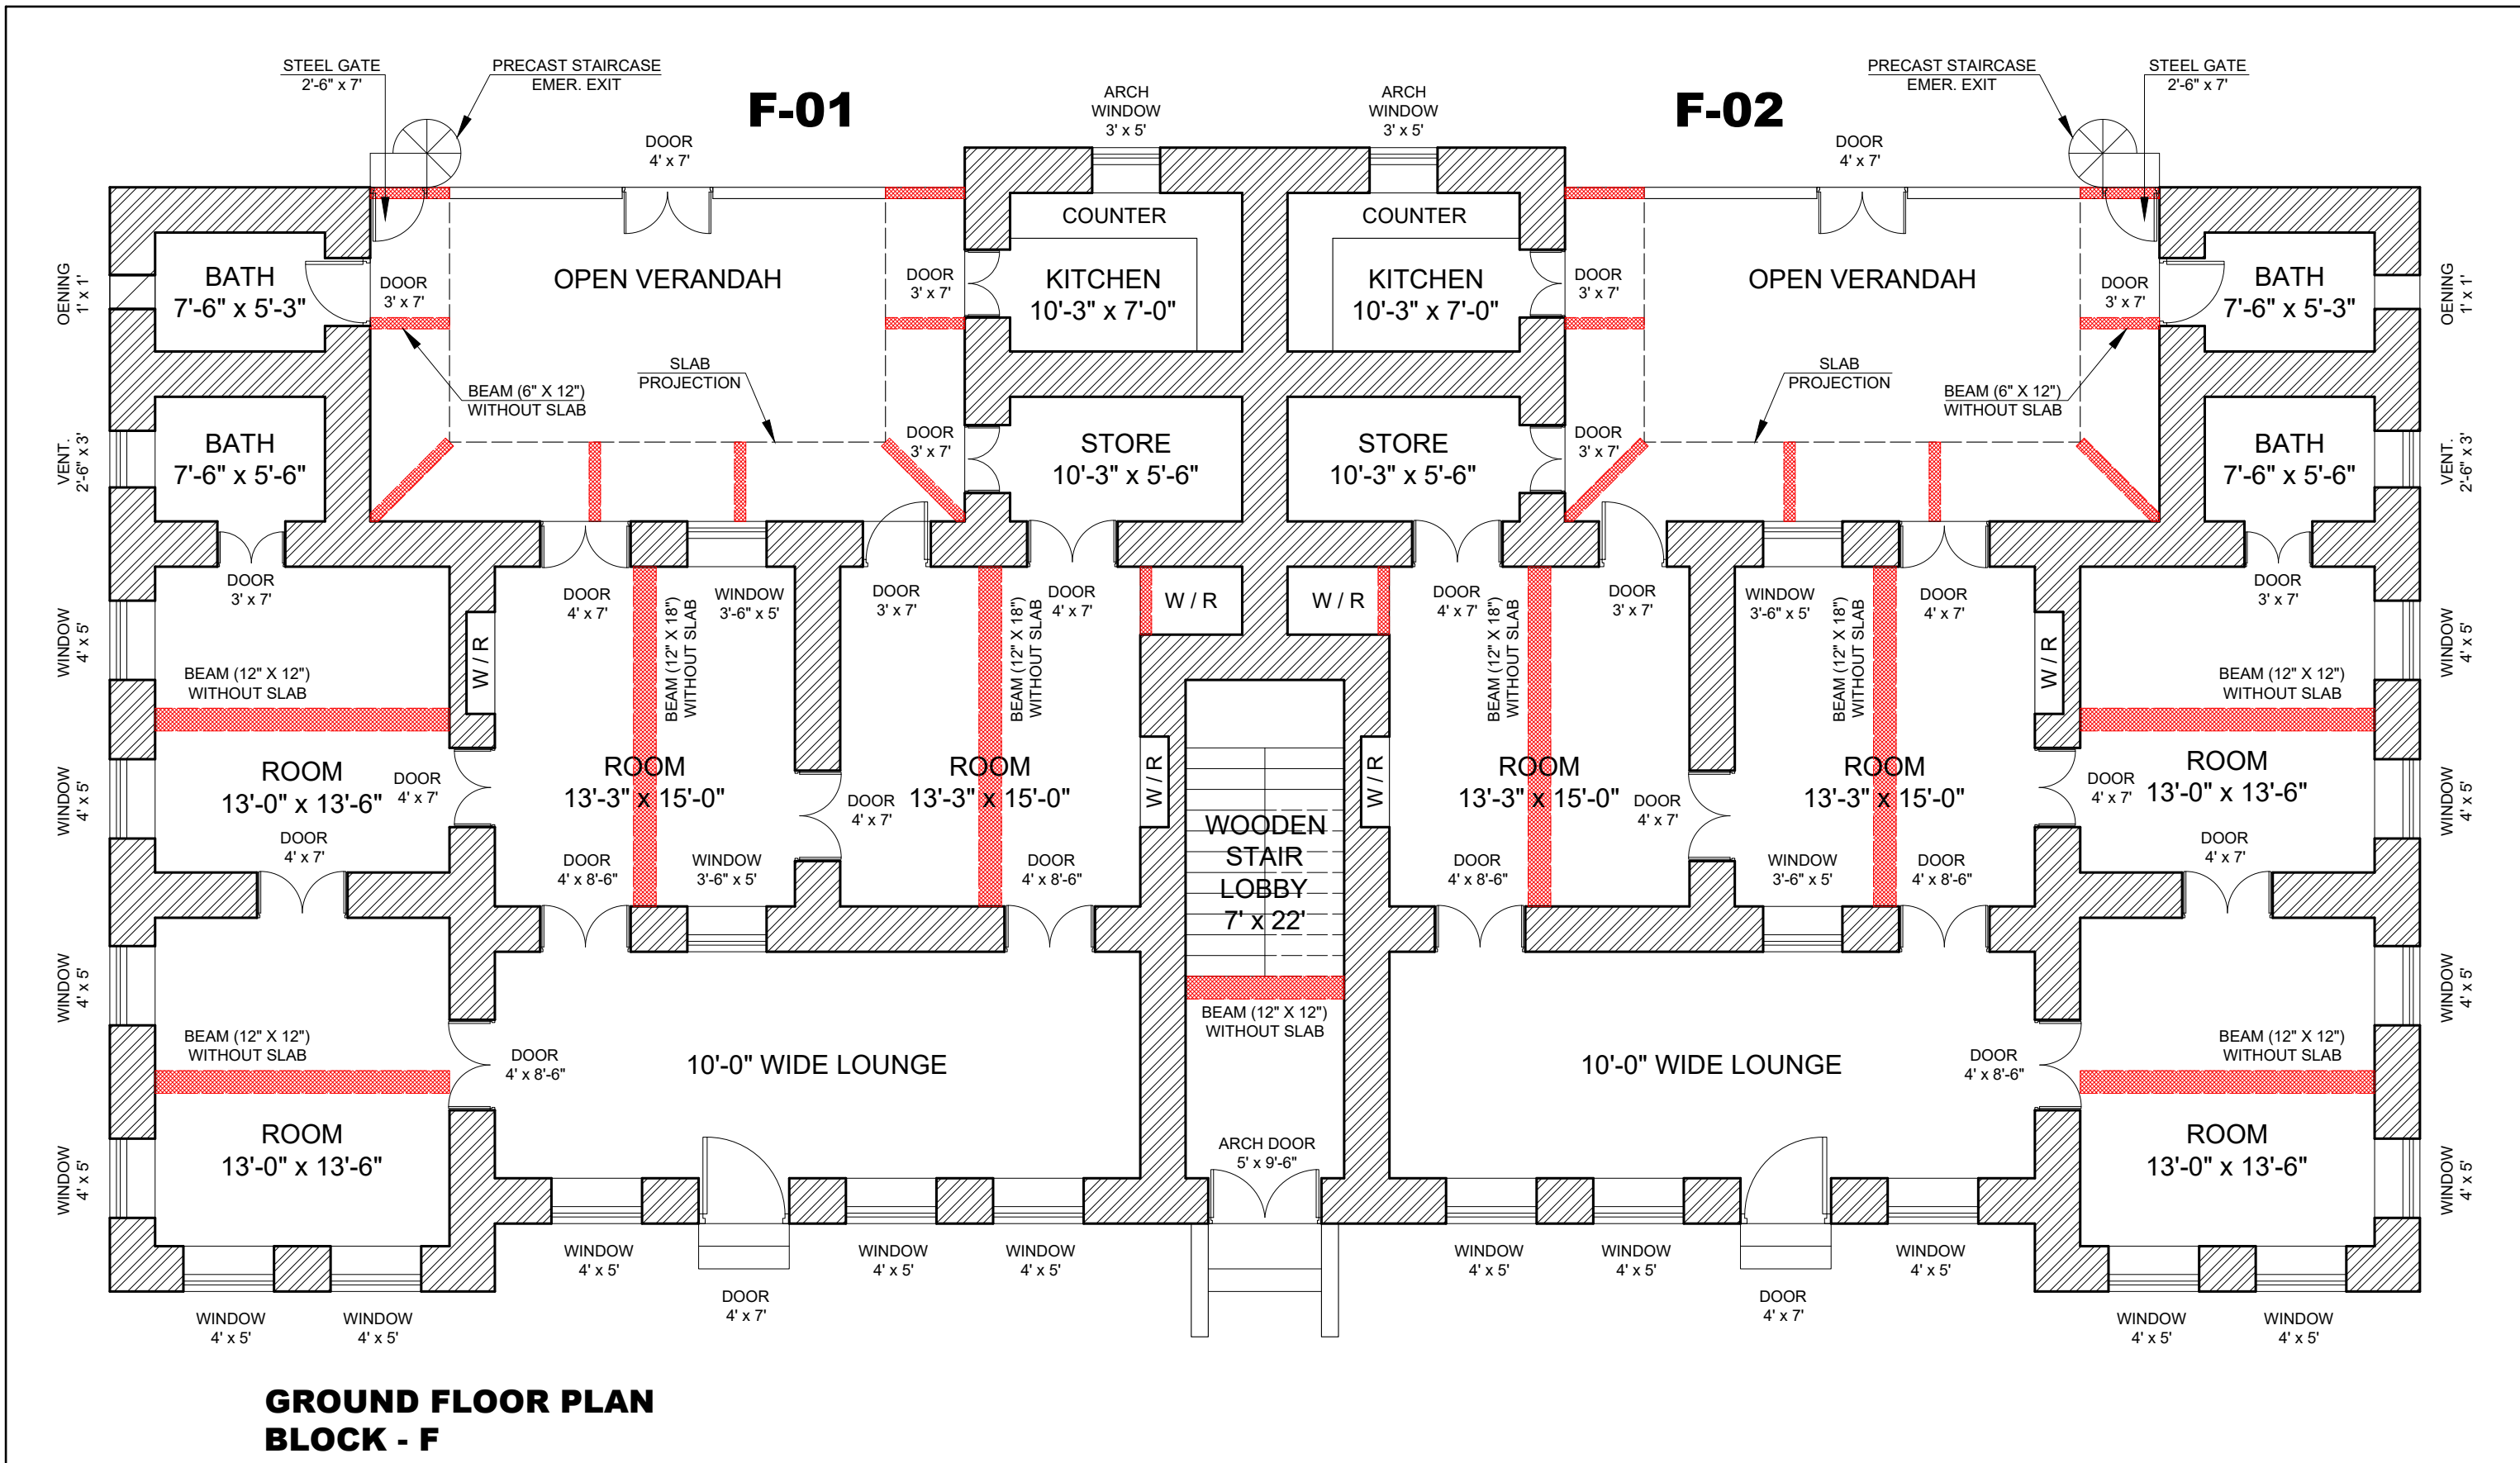 STEEL GATE
2'-6" x 7'
PRECAST STAIRCASE
EMER. EXIT
F-01
ARCH
WINDOW
3' x 5'
ARCH
WINDOW
3' x 5'
F-02
PRECAST STAIRCASE
EMER. EXIT
STEEL GATE
2'-6" x 7'
DOOR
4' x 7'
DOOR
4' x 7'
OENING
1' x 1'
BATH
7'-6" x 5'-3"
DOOR
3' x 7'
OPEN VERANDAH
DOOR
3' x 7'
COUNTER
KITCHEN
10'-3" x 7'-0"
COUNTER
KITCHEN
10'-3" x 7'-0"
DOOR
3' x 7'
OPEN VERANDAH
DOOR
3' x 7'
BATH
7'-6" x 5'-3"
OENING
1' x 1'
BEAM (6" X 12")
WITHOUT SLAB
SLAB
PROJECTION
SLAB
PROJECTION
BEAM (6" X 12")
WITHOUT SLAB
VENT.
2'-6" x 3'
BATH
7'-6" x 5'-6"
DOOR
3' x 7'
STORE
10'-3" x 5'-6"
STORE
10'-3" x 5'-6"
DOOR
3' x 7'
BATH
7'-6" x 5'-6"
VENT.
2'-6" x 3'
WINDOW
4' x 5'
DOOR
3' x 7'
W / R
DOOR
4' x 7'
BEAM (12" X 18")
WITHOUT SLAB
WINDOW
3'-6" x 5'
DOOR
3' x 7'
BEAM (12" X 18")
WITHOUT SLAB
DOOR
4' x 7'
W / R
W / R
DOOR
4' x 7'
BEAM (12" X 18")
WITHOUT SLAB
DOOR
3' x 7'
WINDOW
3'-6" x 5'
BEAM (12" X 18")
WITHOUT SLAB
DOOR
4' x 7'
W / R
DOOR
3' x 7'
WINDOW
4' x 5'
BEAM (12" X 12")
WITHOUT SLAB
BEAM (12" X 12")
WITHOUT SLAB
WINDOW
4' x 5'
ROOM
13'-0" x 13'-6"
DOOR
4' x 7'
ROOM
13'-3" x 15'-0"
DOOR
4' x 7'
ROOM
13'-3" x 15'-0"
W / R
WOODEN
STAIR
LOBBY
7' x 22'
W / R
ROOM
13'-3" x 15'-0"
DOOR
4' x 7'
ROOM
13'-3" x 15'-0"
DOOR
4' x 7'
ROOM
13'-0" x 13'-6"
WINDOW
4' x 5'
DOOR
4' x 7'
DOOR
4' x 8'-6"
WINDOW
3'-6" x 5'
DOOR
4' x 8'-6"
DOOR
4' x 8'-6"
WINDOW
3'-6" x 5'
DOOR
4' x 8'-6"
DOOR
4' x 7'
WINDOW
4' x 5'
BEAM (12" X 12")
WITHOUT SLAB
DOOR
4' x 8'-6"
10'-0" WIDE LOUNGE
BEAM (12" X 12")
WITHOUT SLAB
10'-0" WIDE LOUNGE
DOOR
4' x 8'-6"
BEAM (12" X 12")
WITHOUT SLAB
WINDOW
4' x 5'
WINDOW
4' x 5'
ROOM
13'-0" x 13'-6"
ARCH DOOR
5' x 9'-6"
ROOM
13'-0" x 13'-6"
WINDOW
4' x 5'
WINDOW
4' x 5'
WINDOW
4' x 5'
WINDOW
4' x 5'
WINDOW
4' x 5'
WINDOW
4' x 5'
WINDOW
4' x 5'
WINDOW
4' x 5'
WINDOW
4' x 5'
DOOR
4' x 7'
DOOR
4' x 7'
WINDOW
4' x 5'
WINDOW
4' x 5'
GROUND FLOOR PLAN
BLOCK - F